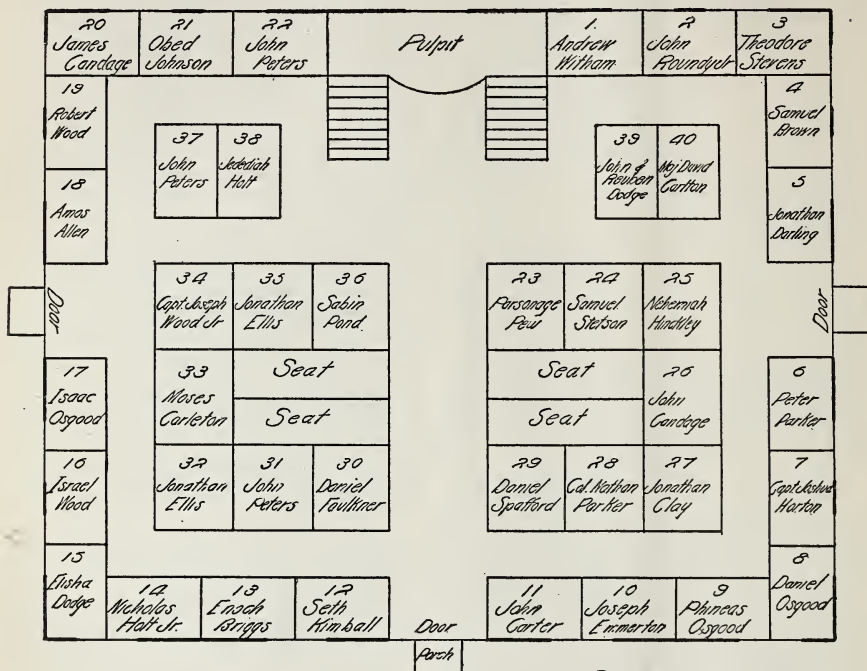 20
James
Candage
21
Obed
Johnson
22
John
Peters
Pulpit
1.
Andrew
Witham
2
John
Roundy Jr
3
Theodore
Stevens
19
Robert
Wood
4
Samuel
Brown
37
John
Peters
38
Jedediah
Holt
39
John &
Reuben
Dodge
40
Maj David
Carlton
18
Amos
Allen
5
Jonathan
Darling
Door
34
Capt Joseph
Wood Jr
35
Jonathan
Ellis
36
Sabin
Pond
23
Parsonage
Pew
24
Samuel
Stetson
25
Nehemiah
Hinckley
Door
17
Isaac
Osgood
33
Moses
Carleton
Seat
Seat
Seat
Seat
26
John
Candage
6
Peter
Parker
16
Israel
Wood
32
Jonathan
Ellis
31
John
Peters
30
Daniel
Faulkner
29
Daniel
Spafford
28
Col. Nathan
Parker
27
Jonathan
Clay
7
Capt Joshua
Horton
15
Elisha
Dodge
8
Daniel
Osgood
14
Nicholas
Holt Jr.
13
Enoch
Briggs
12
Seth
Kimball
Door
11
John
Carter
10
Joseph
Emmerton
9
Phineas
Osgood
Porch